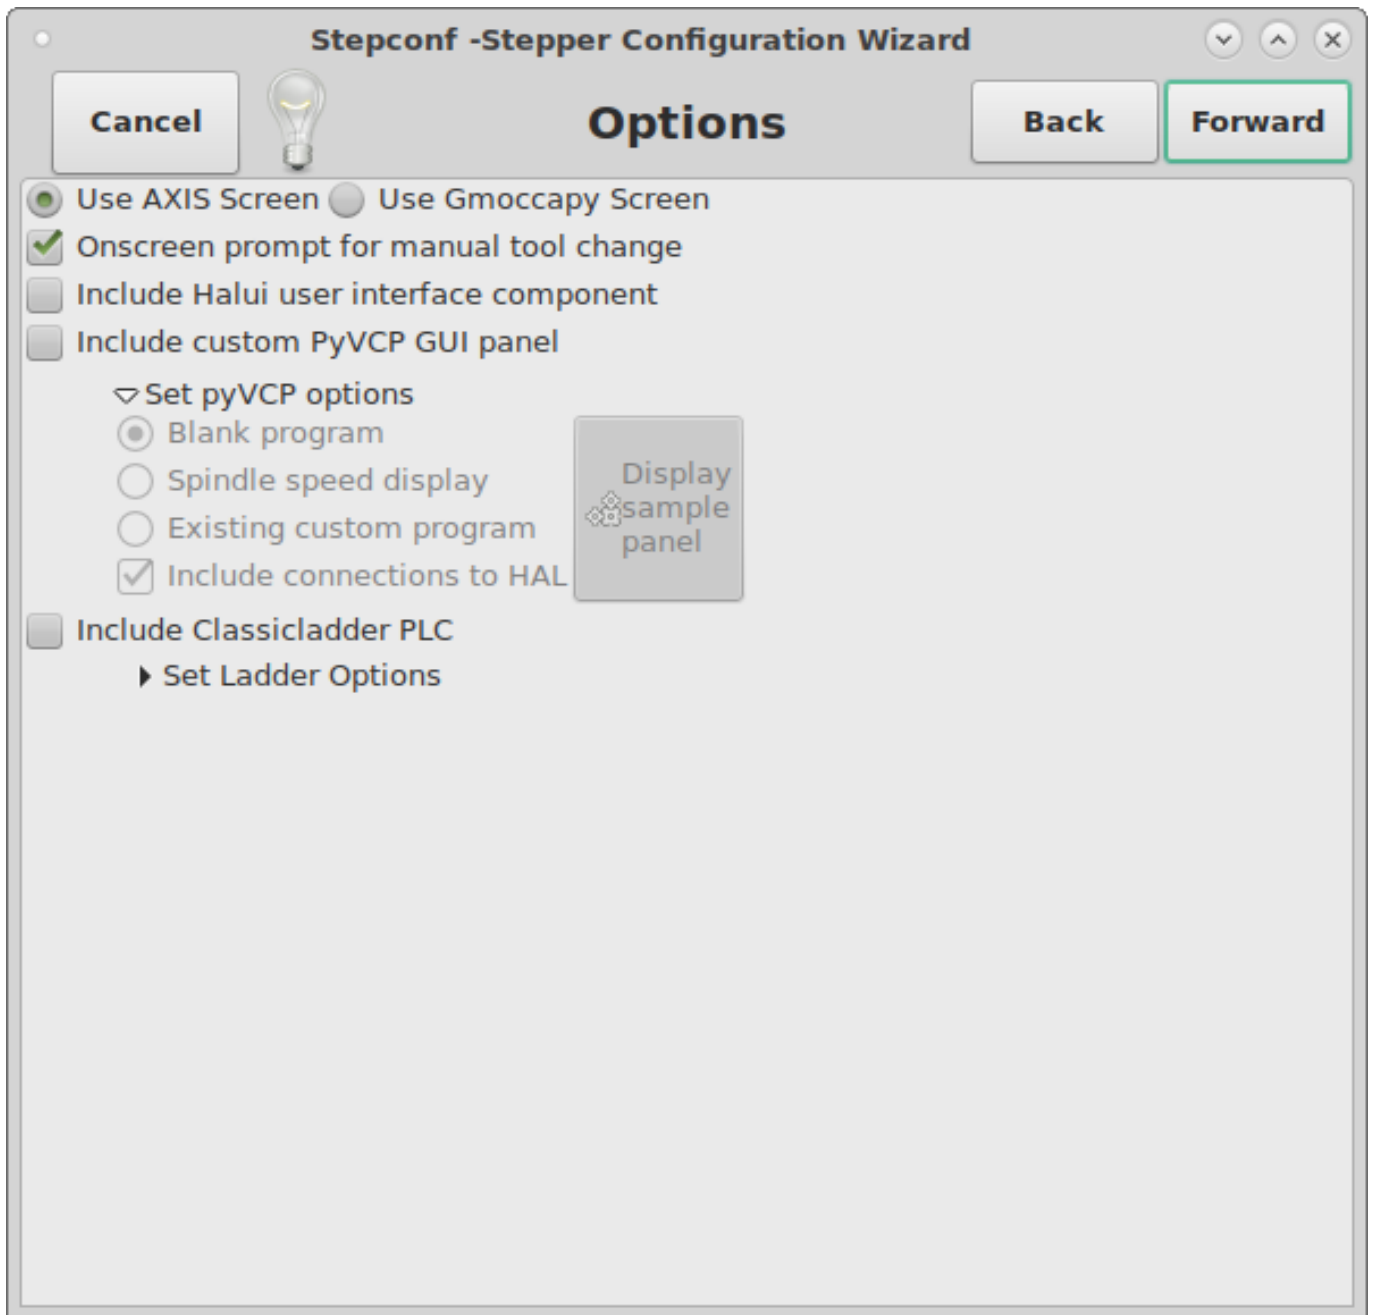 Stepconf -Stepper Configuration Wizard
Cancel
Options
Back
Forward
Use AXIS Screen
Use Gmoccapy Screen
Onscreen prompt for manual tool change
Include Halui user interface component
Include custom PyVCP GUI panel
Set pyVCP options
Blank program
Spindle speed display
Existing custom program
Include connections to HAL
Display
sample
panel
Include Classicladder PLC
Set Ladder Options